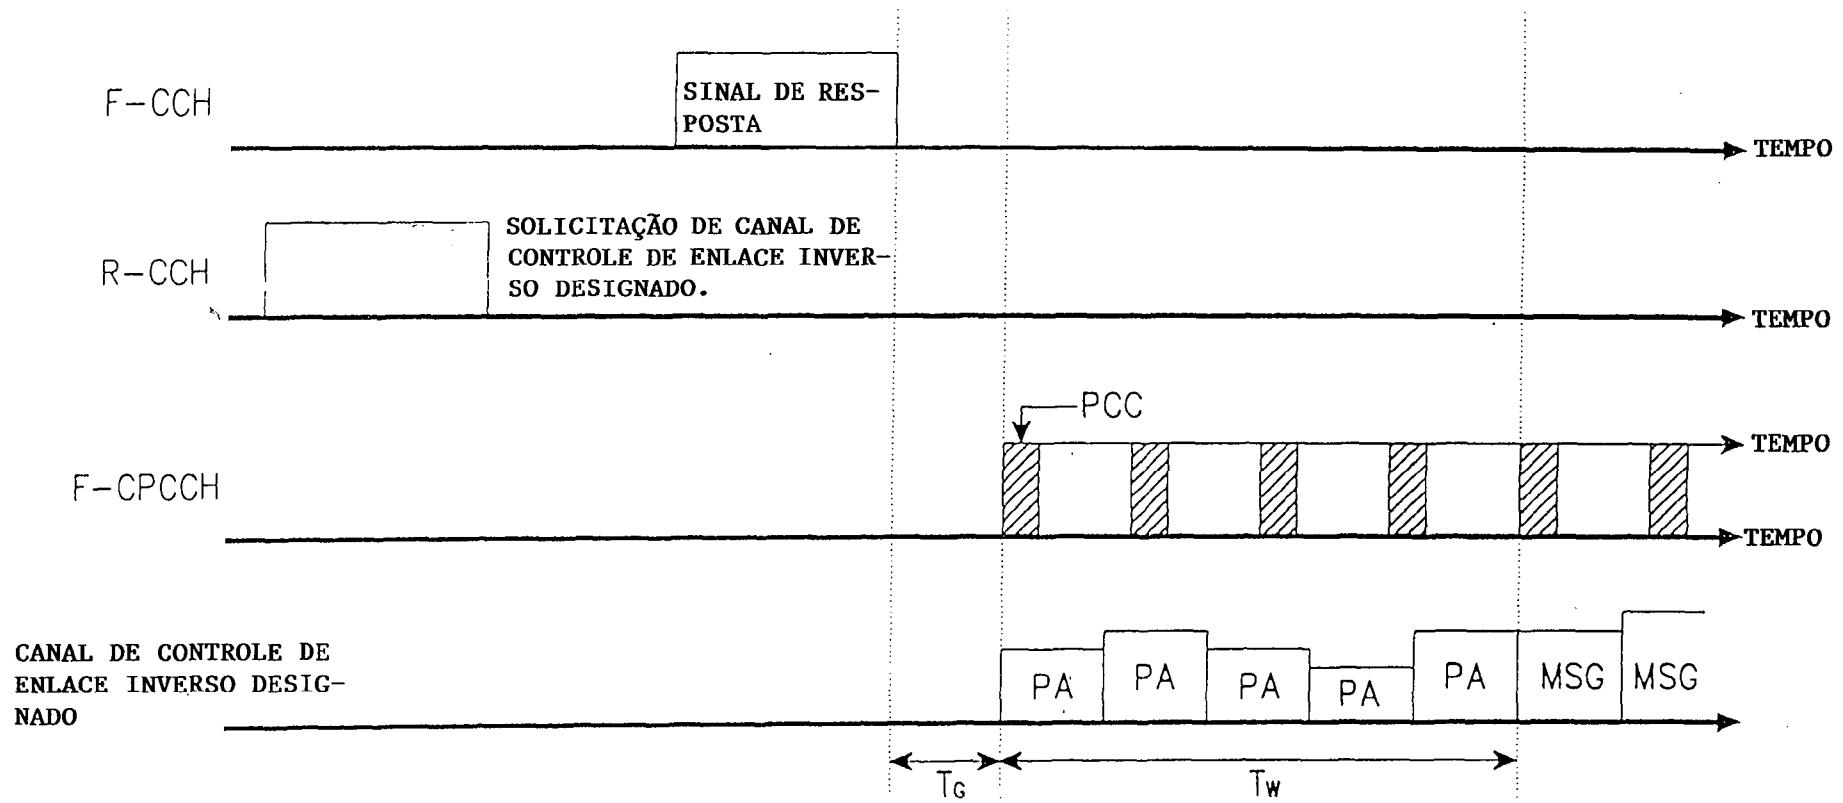 F-CCH
SINAL DE RES-
POSTA
TEMPO
R-CCH
SOLICITAÇÃO DE CANAL DE
CONTROLE DE ENLACE INVER-
SO DESIGNADO.
TEMPO
F-CPCCH
PCC
TEMPO
TEMPO
CANAL DE CONTROLE DE
ENLACE INVERSO DESIG-
NADO
PA PA PA PA PA MSG MSG
TG TW